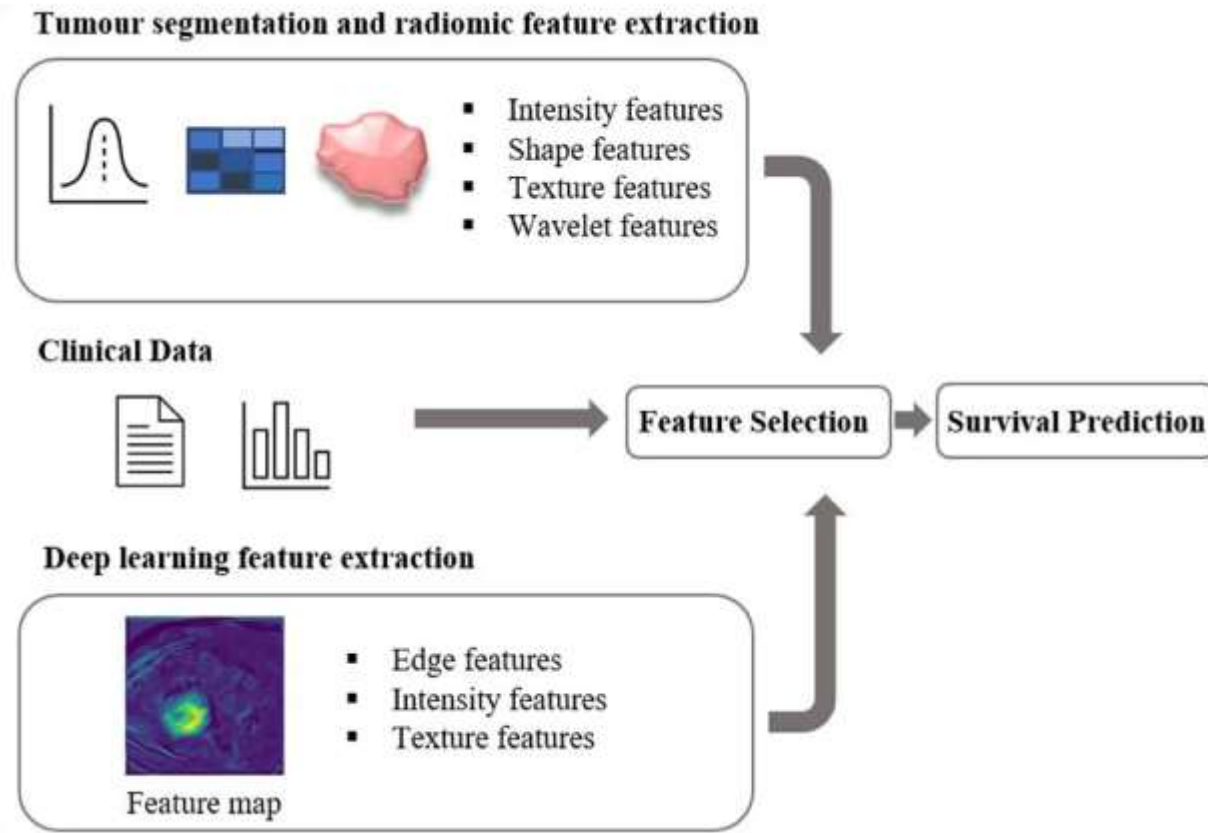 Tumour segmentation and radiomic feature extraction
▪ Intensity features
▪ Shape features
▪ Texture features
▪ Wavelet features
Clinical Data
Feature Selection
Survival Prediction
Deep learning feature extraction
▪ Edge features
▪ Intensity features
▪ Texture features
Feature map